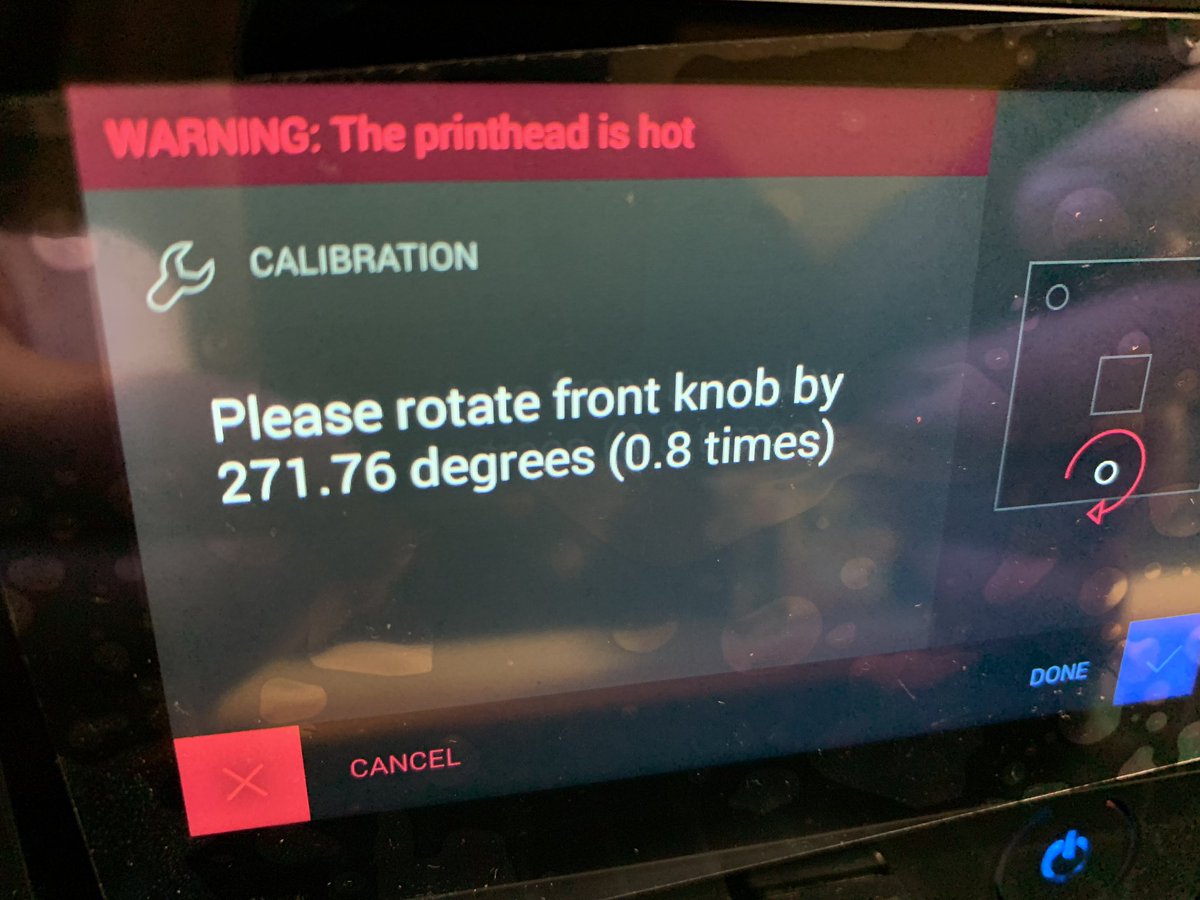 WARNING: The printhead is hot
CALIBRATION
Please rotate front knob by
271.76 degrees (0.8 times)
DONE
CANCEL